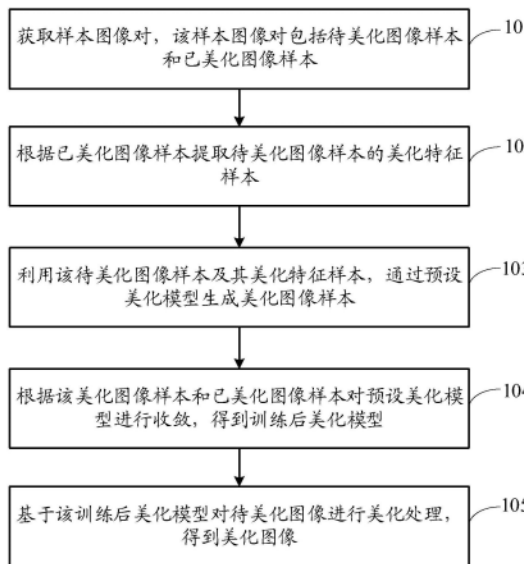 获取样本图像对，该样本图像对包括待美化图像样本
和已美化图像样本
10
根据已美化图像样本提取待美化图像样本的美化特征
样本
10
利用该待美化图像样本及其美化特征样本，通过预设
美化模型生成美化图像样本
103
根据该美化图像样本和已美化图像样本对预设美化模
型进行收敛，得到训练后美化模型
104
基于该训练后美化模型对待美化图像进行美化处理，
得到美化图像
105